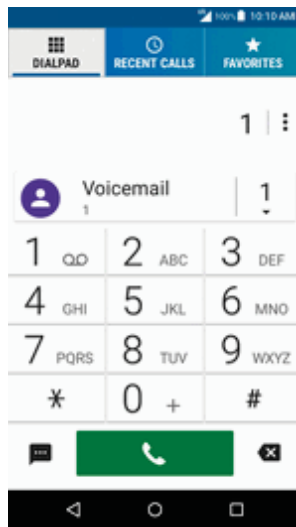 100% 10:10 AM
DIALPAD RECENT CALLS FAVORITES
1
Voicemail 1
1
1 2 ABC 3 DEF
4 GHI 5 JKL 6 MNO
7 PQRS 8 TUV 9 WXYZ
* 0 + #